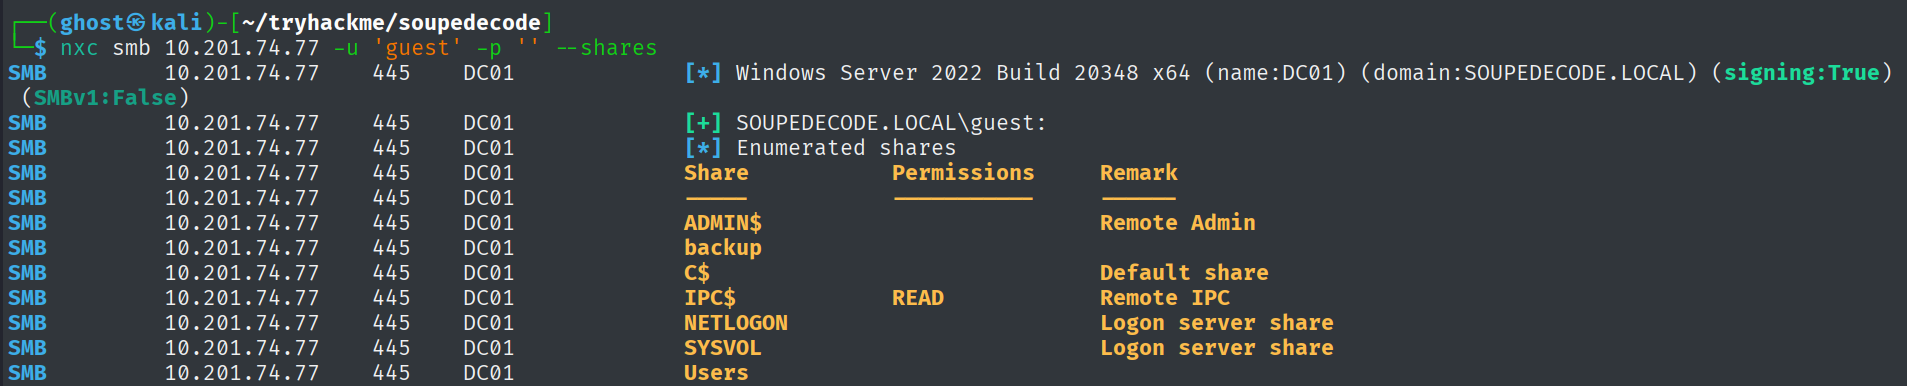 ┌──(ghost㉿kali)-[~/tryhackme/soupedecode]
└─$ nxc smb 10.201.74.77 -u 'guest' -p '' --shares
SMB 10.201.74.77 445 DC01 [*] Windows Server 2022 Build 20348 x64 (name:DC01) (domain:SOUPEDECODE.LOCAL) (signing:True)
(SMBv1:False)
SMB 10.201.74.77 445 DC01 [+] SOUPEDECODE.LOCAL\guest:
SMB 10.201.74.77 445 DC01 [*] Enumerated shares
SMB 10.201.74.77 445 DC01 Share Permissions Remark
SMB 10.201.74.77 445 DC01 ----- ----------- ------
SMB 10.201.74.77 445 DC01 ADMIN$ Remote Admin
SMB 10.201.74.77 445 DC01 backup
SMB 10.201.74.77 445 DC01 C$ Default share
SMB 10.201.74.77 445 DC01 IPC$ READ Remote IPC
SMB 10.201.74.77 445 DC01 NETLOGON Logon server share
SMB 10.201.74.77 445 DC01 SYSVOL Logon server share
SMB 10.201.74.77 445 DC01 Users